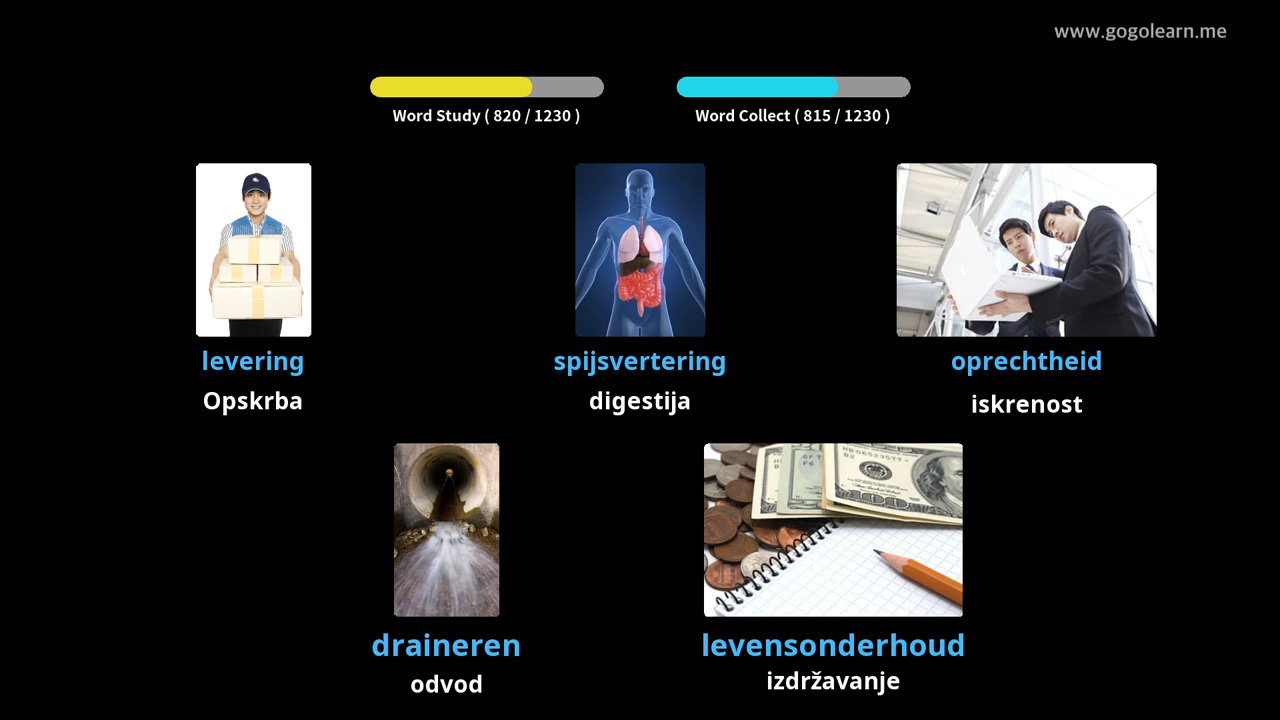 www.gogolearn.me
Word Study ( 820 / 1230 )
Word Collect ( 815 / 1230 )
levering
Opskrba
spijsvertering
digestija
oprechtheid
iskrenost
draineren
odvod
levensonderhoud
izdržavanje